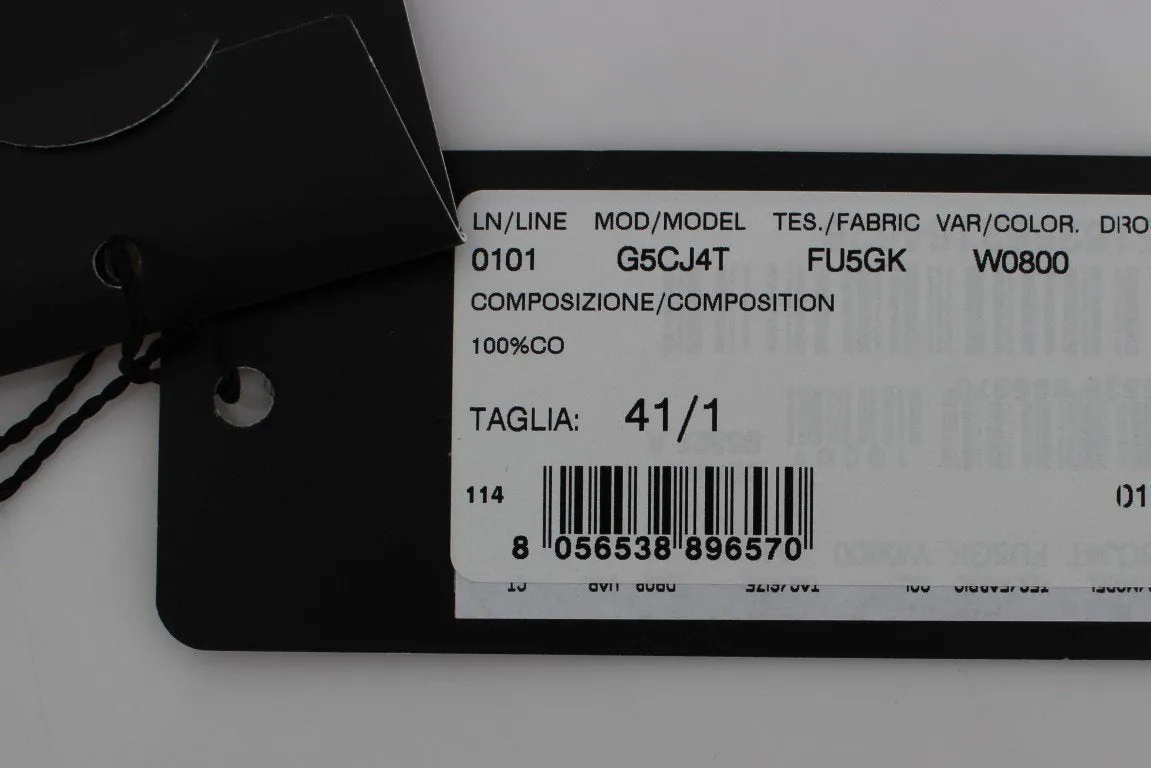 LN/LINE MOD/MODEL TES./FABRIC VAR/COLOR. DRO
0101 G5CJ4T FU5GK W0800
COMPOSIZIONE/COMPOSITION
100%CO
TAGLIA: 41/1
114
01
8 056538 896570